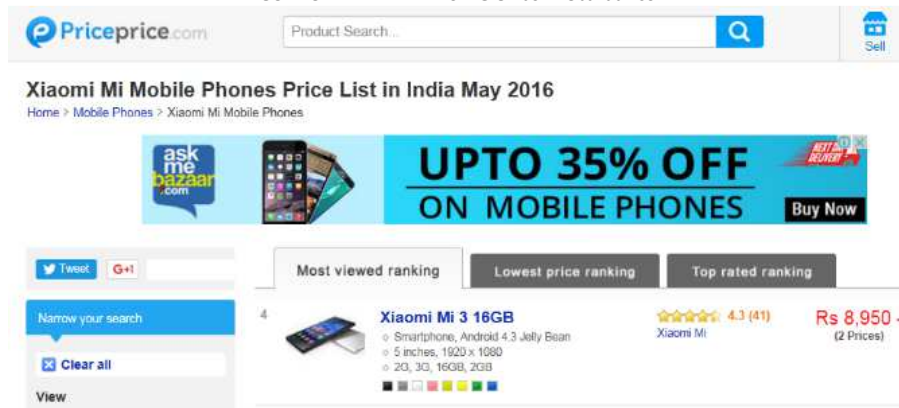 Priceprice.com
Product Search...
Sell
Xiaomi Mi Mobile Phones Price List in India May 2016
Home > Mobile Phones > Xiaomi Mi Mobile Phones
ask
me
bazaar
.com
UPTO 35% OFF
ON MOBILE PHONES
NEXT DAY
DELIVERY
Buy Now
Tweet
G+1
Most viewed ranking
Lowest price ranking
Top rated ranking
Narrow your search
Clear all
View
4
Xiaomi Mi 3 16GB
Smartphone, Android 4.3 Jelly Bean
5 inches, 1920 x 1080
2G, 3G, 16GB, 2GB
4.3 (41)
Xiaomi Mi
Rs 8,950
(2 Prices)